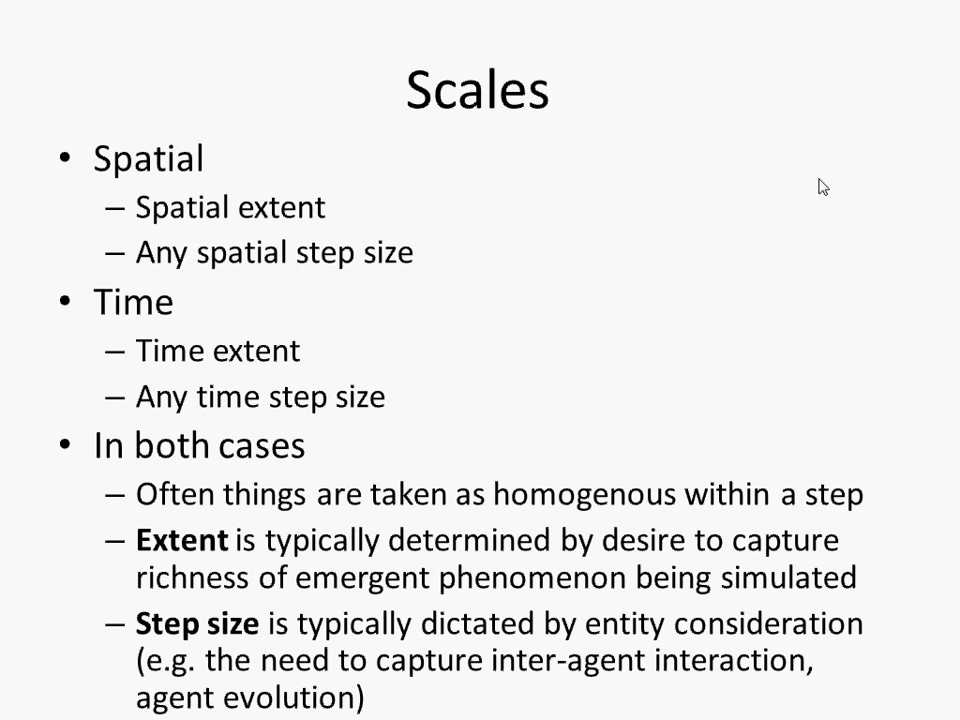 Scales
• Spatial
– Spatial extent
– Any spatial step size
• Time
– Time extent
– Any time step size
• In both cases
– Often things are taken as homogenous within a step
– Extent is typically determined by desire to capture
richness of emergent phenomenon being simulated
– Step size is typically dictated by entity consideration
(e.g. the need to capture inter-agent interaction,
agent evolution)